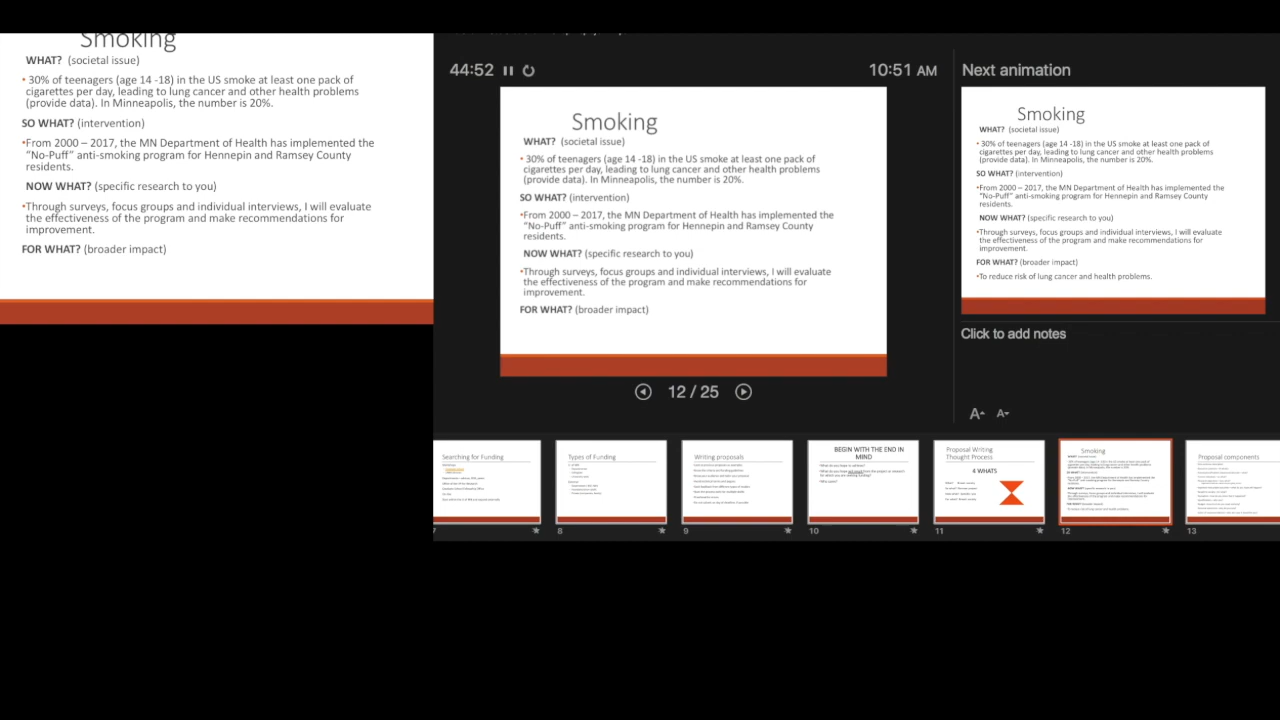 Smoking
WHAT? (societal issue)
• 30% of teenagers (age 14 -18) in the US smoke at least one pack of
cigarettes per day, leading to lung cancer and other health problems
(provide data). In Minneapolis, the number is 20%.
SO WHAT? (intervention)
•From 2000 – 2017, the MN Department of Health has implemented the
“No-Puff” anti-smoking program for Hennepin and Ramsey County
residents.
NOW WHAT? (specific research to you)
•Through surveys, focus groups and individual interviews, I will evaluate
the effectiveness of the program and make recommendations for
improvement.
FOR WHAT? (broader impact)
44:52
10:51 AM
Smoking
WHAT? (societal issue)
• 30% of teenagers (age 14 -18) in the US smoke at least one pack of
cigarettes per day, leading to lung cancer and other health problems
(provide data). In Minneapolis, the number is 20%.
SO WHAT? (intervention)
•From 2000 – 2017, the MN Department of Health has implemented the
“No-Puff” anti-smoking program for Hennepin and Ramsey County
residents.
NOW WHAT? (specific research to you)
•Through surveys, focus groups and individual interviews, I will evaluate
the effectiveness of the program and make recommendations for
improvement.
FOR WHAT? (broader impact)
12 / 25
Next animation
Smoking
WHAT? (societal issue)
• 30% of teenagers (age 14 -18) in the US smoke at least one pack of
cigarettes per day, leading to lung cancer and other health problems
(provide data). In Minneapolis, the number is 20%.
SO WHAT? (intervention)
•From 2000 – 2017, the MN Department of Health has implemented the
“No-Puff” anti-smoking program for Hennepin and Ramsey County
residents.
NOW WHAT? (specific research to you)
•Through surveys, focus groups and individual interviews, I will evaluate
the effectiveness of the program and make recommendations for
improvement.
FOR WHAT? (broader impact)
•To reduce risk of lung cancer and health problems.
Click to add notes
A A
Searching for Funding
7
Types of Funding
8
Writing proposals
9
BEGIN WITH THE END IN
MIND
10
Proposal Writing
Thought Process
4 WHATS
11
Smoking
12
Proposal components
13